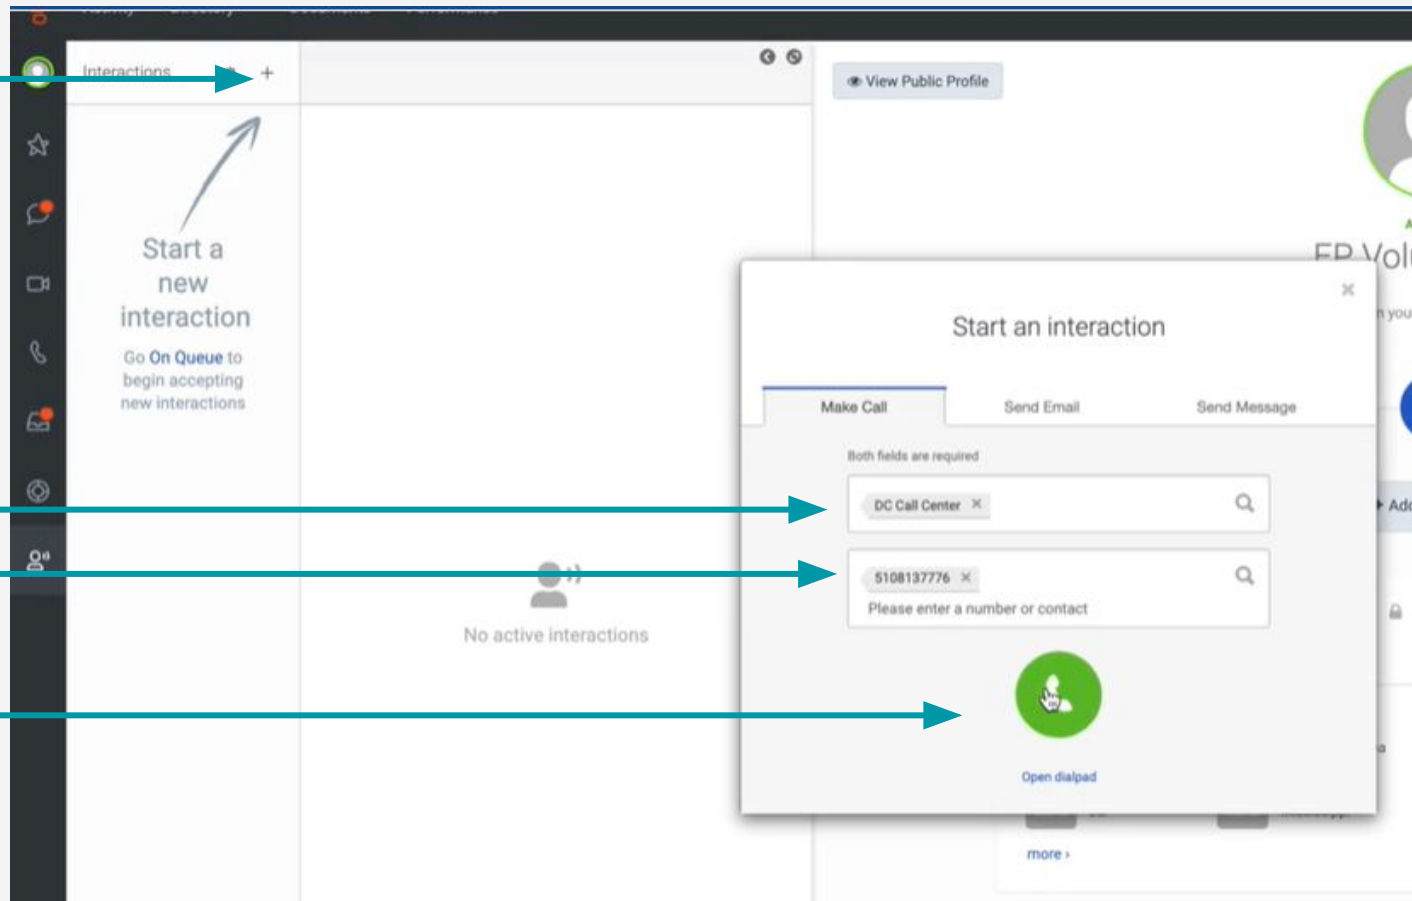 Interactions
+
View Public Profile
Start a
new
interaction
Go On Queue to
begin accepting
new interactions
No active interactions
Start an interaction
Make Call
Send Email
Send Message
Both fields are required
DC Call Center ×
5108137776 ×
Please enter a number or contact
Open dialpad
more ›